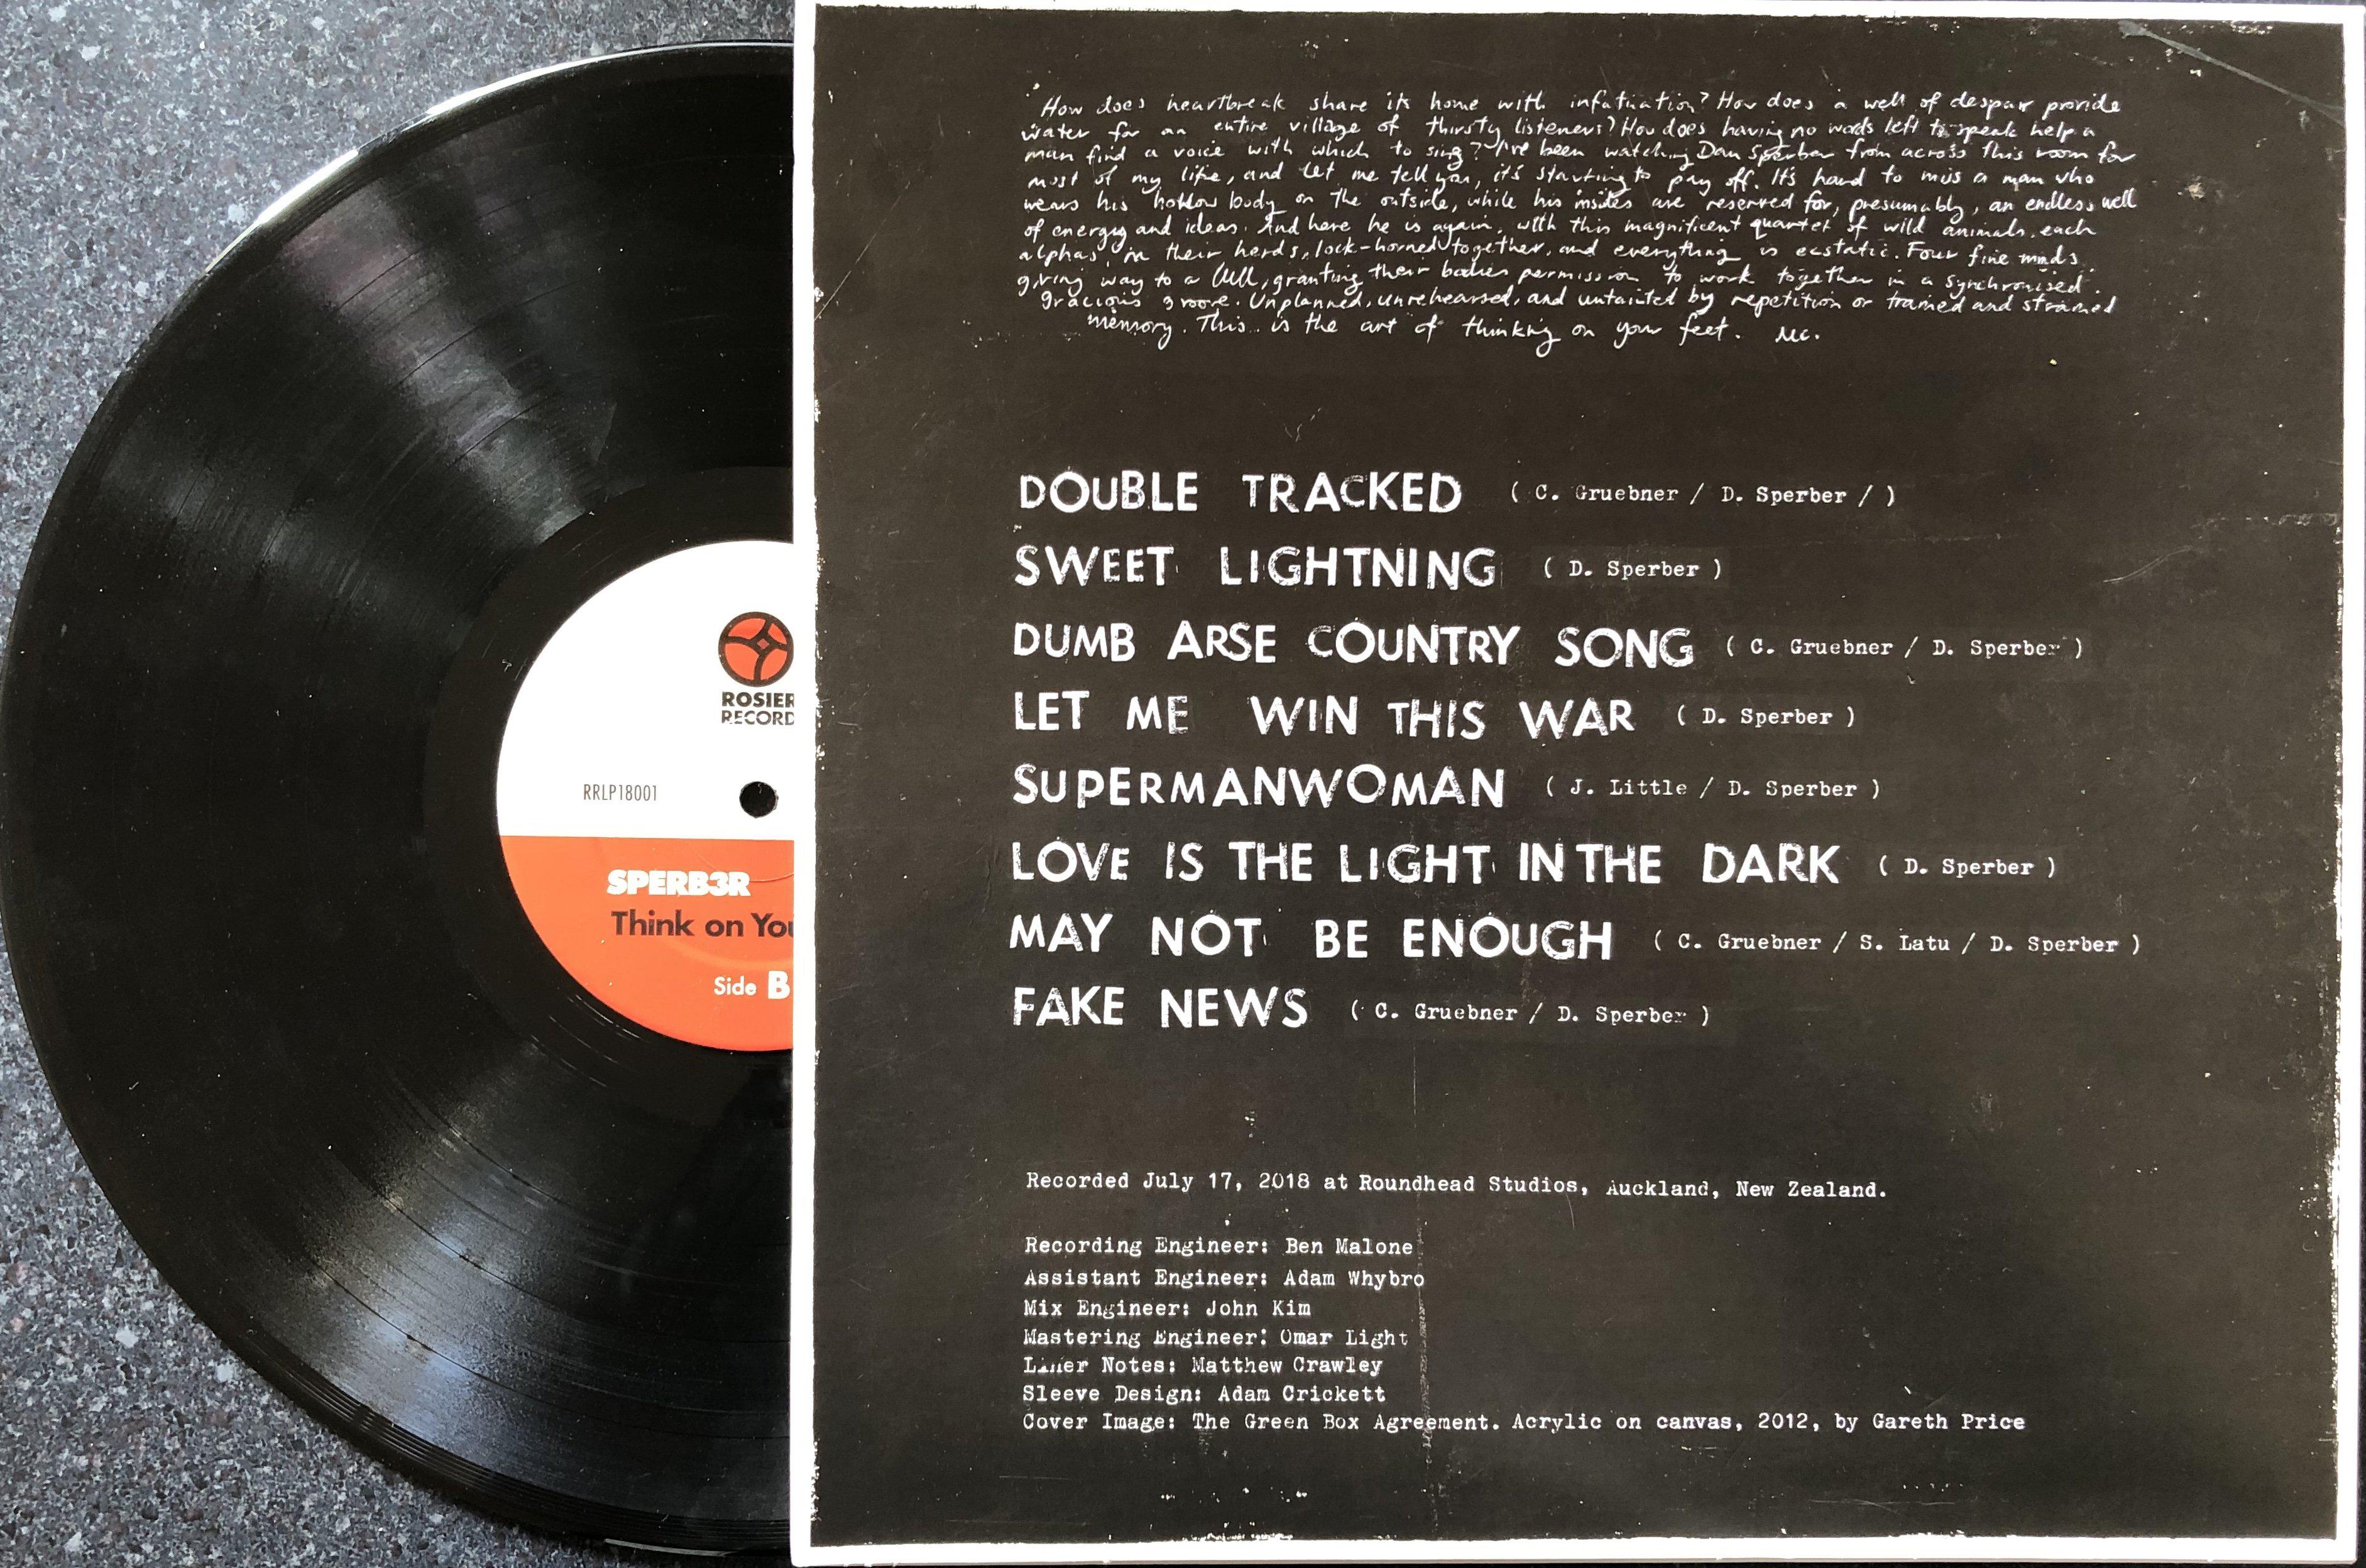 ROSIER
RECORD
RRLP18001
SPERB3R
Think on You
Side B
How does heartbreak share its home with infatuation? How does a well of despair provide
water for an entire village of thirsty listeners? How does having no words left to speak help a
man find a voice with which to sing? I've been watching Dan Sperber from across this room for
most of my life, and let me tell you, it's starting to pay off. It's hard to miss a man who
wears his hollow body on the outside, while his insides are reserved for, presumably, an endless well
of energy and ideas. And here he is again, with this magnificent quartet of wild animals, each
alphas in their herds, lock-horned together, and everything is ecstatic. Four fine minds
giving way to a lull, granting their bodies permission to work together in a synchronised
gracious groove. Unplanned, unrehearsed, and untainted by repetition or trained and strained
memory. This is the art of thinking on your feet. MC.
DOUBLE TRACKED ( C. Gruebner / D. Sperber / )
SWEET LIGHTNING ( D. Sperber )
DUMB ARSE COUNTRY SONG ( C. Gruebner / D. Sperber )
LET ME WIN THIS WAR ( D. Sperber )
SUPERMANWOMAN ( J. Little / D. Sperber )
LOVE IS THE LIGHT IN THE DARK ( D. Sperber )
MAY NOT BE ENOUGH ( C. Gruebner / S. Latu / D. Sperber )
FAKE NEWS ( C. Gruebner / D. Sperber )
Recorded July 17, 2018 at Roundhead Studios, Auckland, New Zealand.
Recording Engineer: Ben Malone
Assistant Engineer: Adam Whybro
Mix Engineer: John Kim
Mastering Engineer: Omar Light
Liner Notes: Matthew Crawley
Sleeve Design: Adam Crickett
Cover Image: The Green Box Agreement. Acrylic on canvas, 2012, by Gareth Price